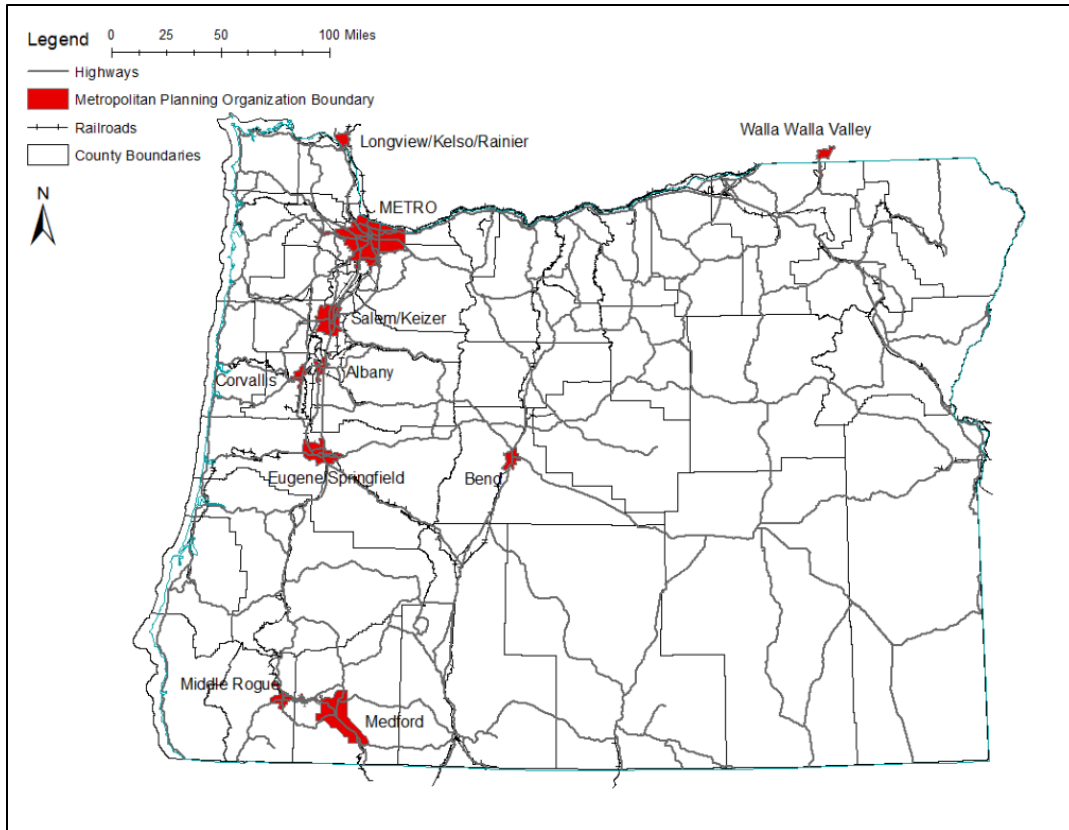 Legend
0 25 50 100 Miles
Highways
Metropolitan Planning Organization Boundary
Railroads
County Boundaries
N
Longview/Kelso/Rainier
Walla Walla Valley
METRO
Salem/Keizer
Corvallis
Albany
Eugene/Springfield
Bend
Middle Rogue
Medford